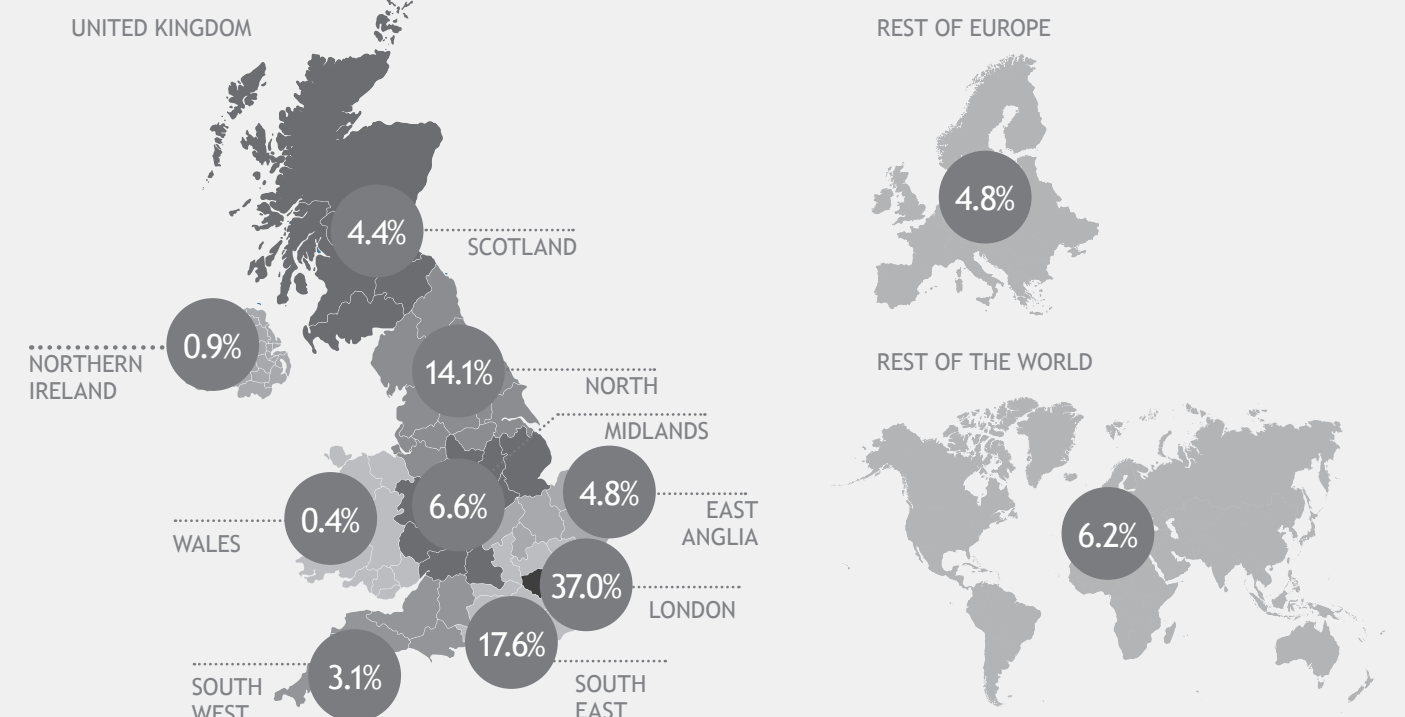 UNITED KINGDOM
4.4%
SCOTLAND
0.9%
NORTHERN
IRELAND
14.1%
NORTH
MIDLANDS
6.6%
4.8%
EAST
ANGLIA
0.4%
WALES
37.0%
LONDON
17.6%
SOUTH
EAST
3.1%
SOUTH
WEST
REST OF EUROPE
4.8%
REST OF THE WORLD
6.2%